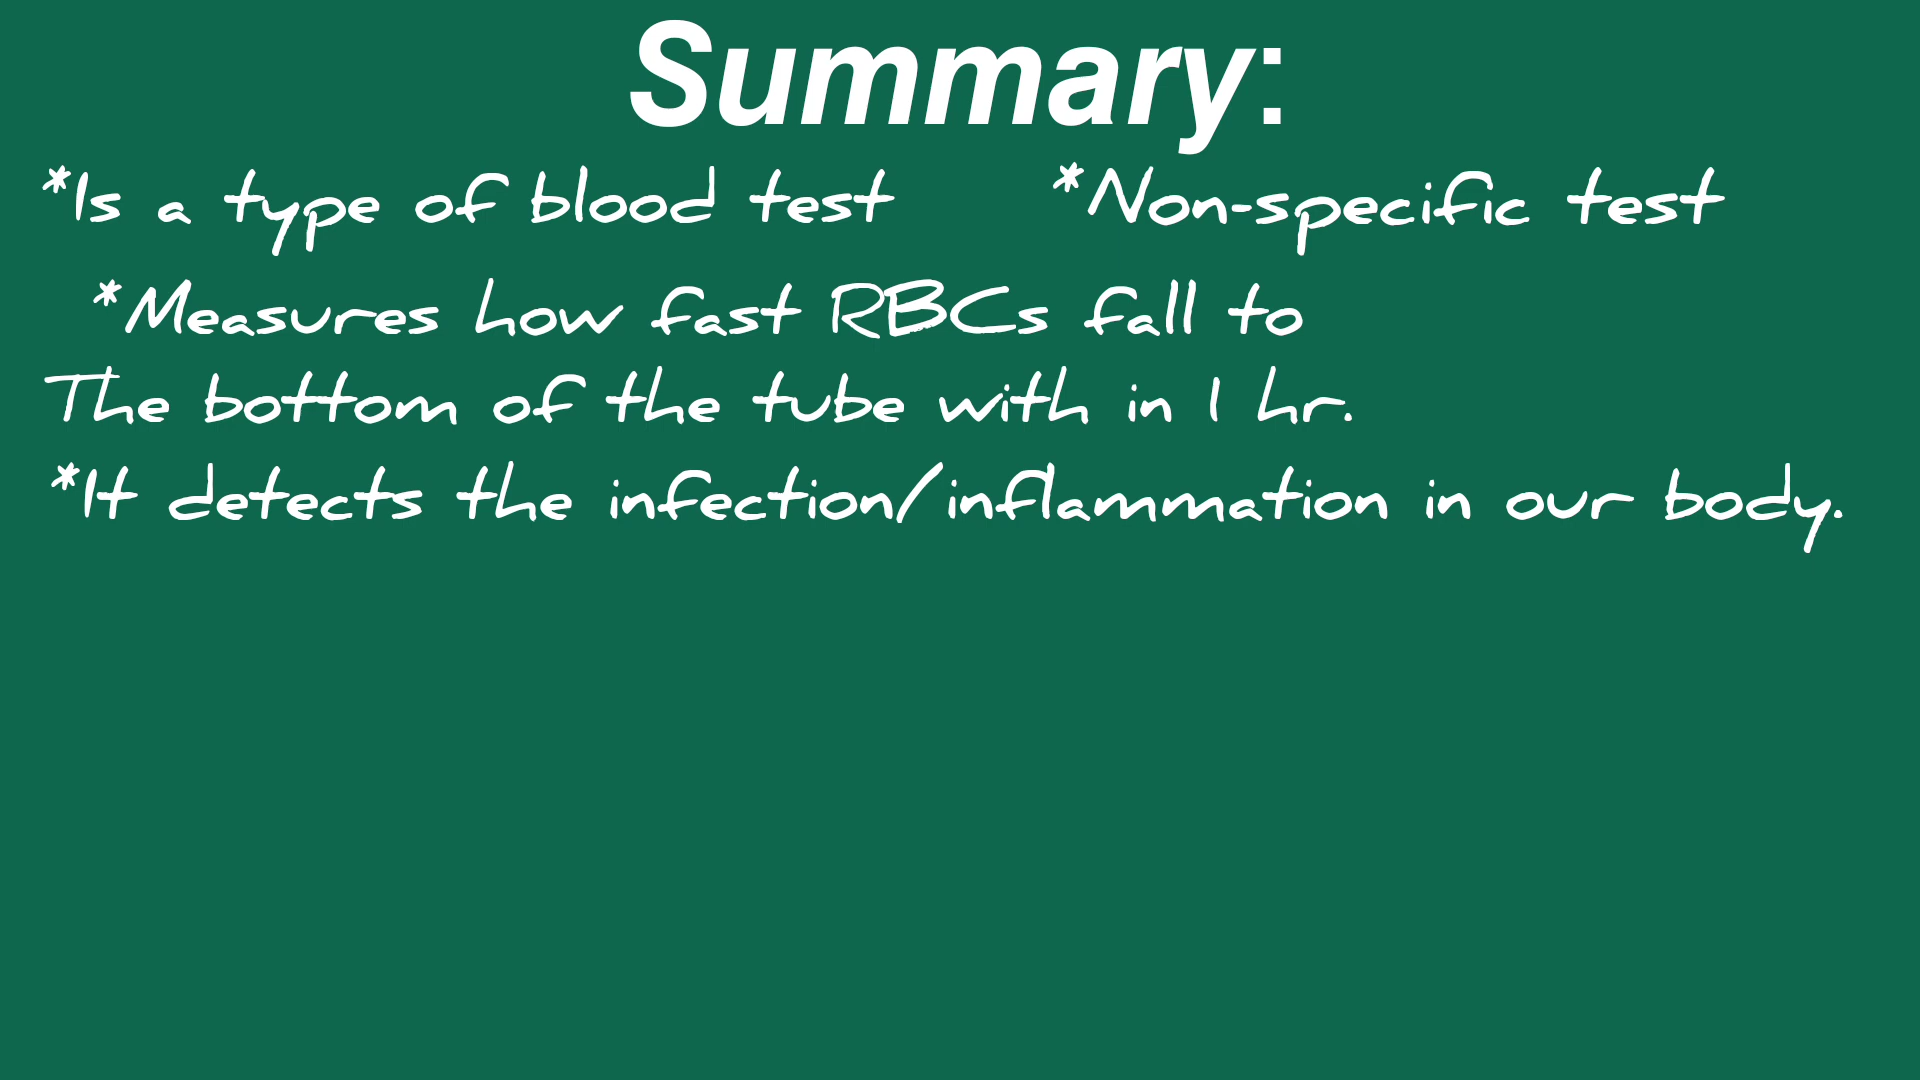 Summary:
*Is a type of blood test *Non-specific test
*Measures how fast RBCs fall to
The bottom of the tube with in 1 hr.
*It detects the infection/inflammation in our body.